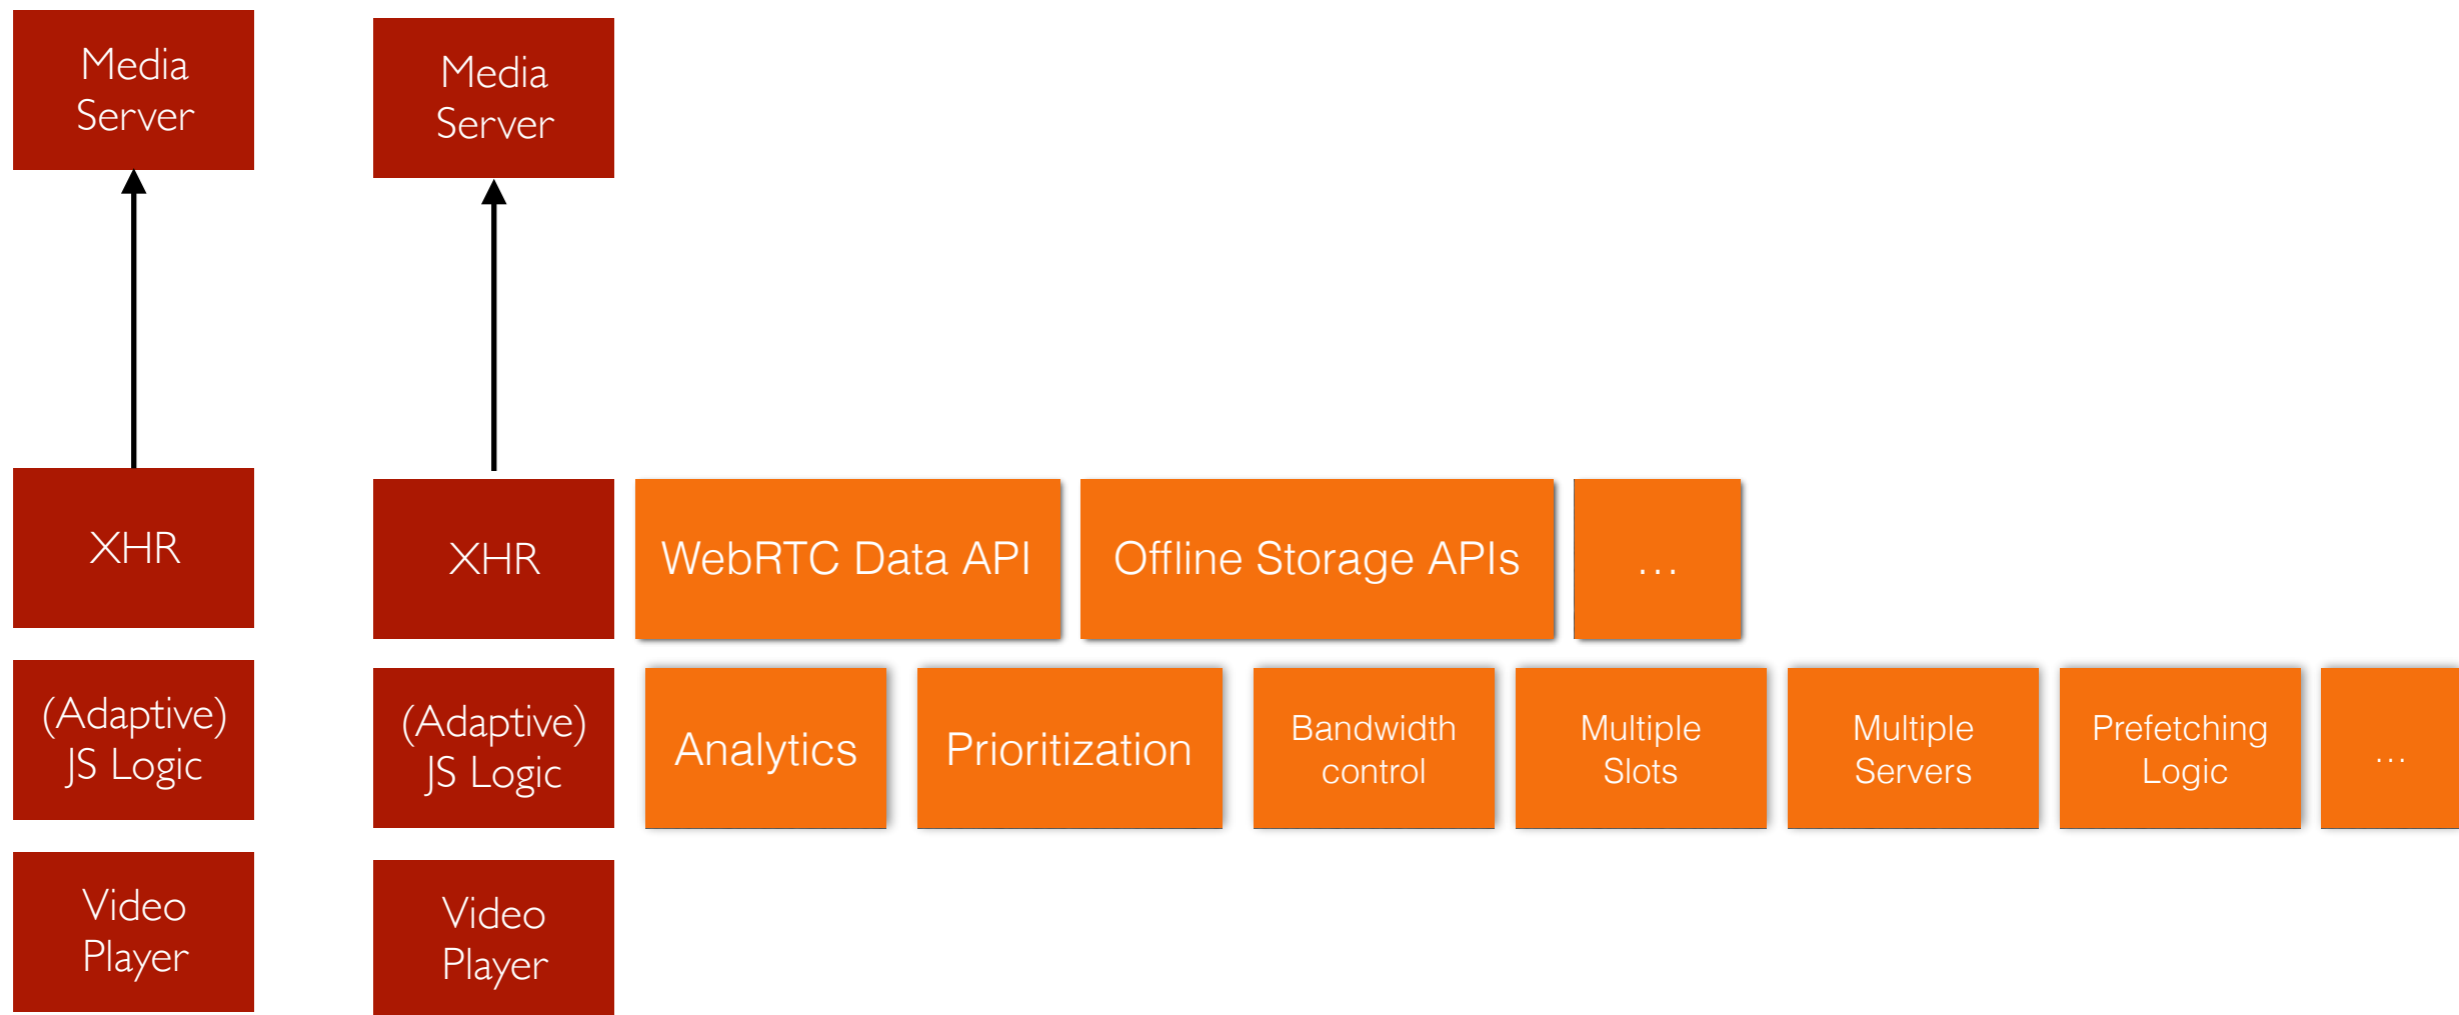 Media
Server
Media
Server
XHR
XHR
WebRTC Data API
Offline Storage APIs
...
(Adaptive)
JS Logic
(Adaptive)
JS Logic
Analytics
Prioritization
Bandwidth
control
Multiple
Slots
Multiple
Servers
Prefetching
Logic
...
Video
Player
Video
Player